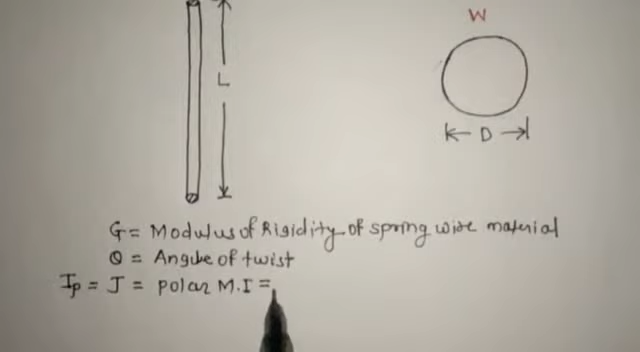 W
L
D
G = Modulus of Rigidity of spring wire material
θ = Angle of twist
Ip = J = polar M.I =